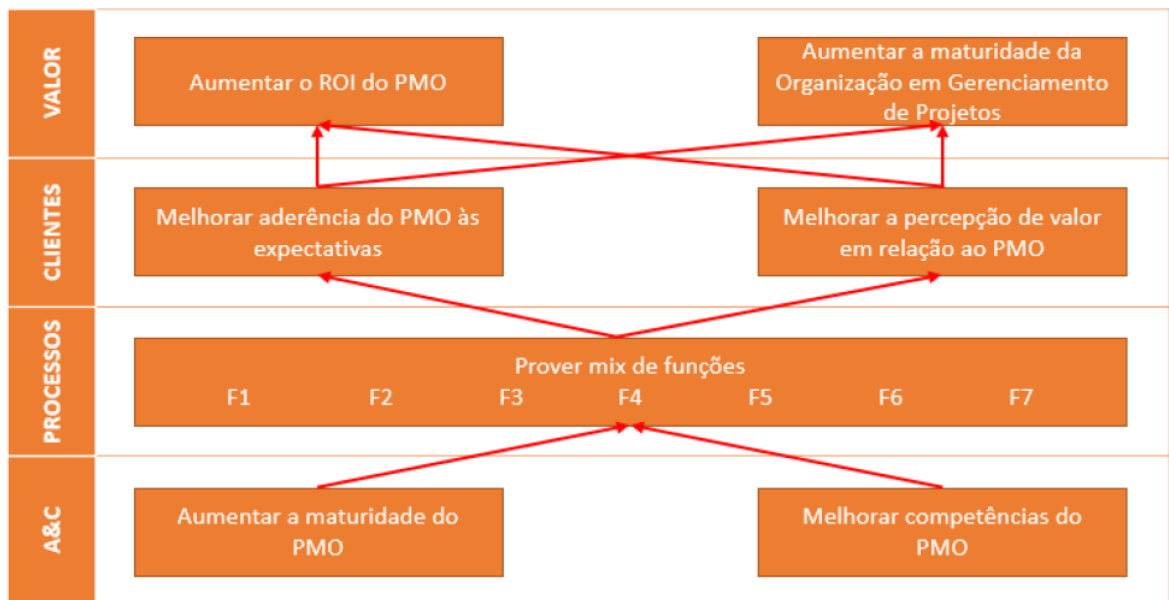 VALOR
Aumentar o ROI do PMO
Aumentar a maturidade da
Organização em Gerenciamento
de Projetos
CLIENTES
Melhorar aderência do PMO às
expectativas
Melhorar a percepção de valor
em relação ao PMO
PROCESSOS
Prover mix de funções
F1 F2 F3 F4 F5 F6 F7
A&C
Aumentar a maturidade do
PMO
Melhorar competências do
PMO